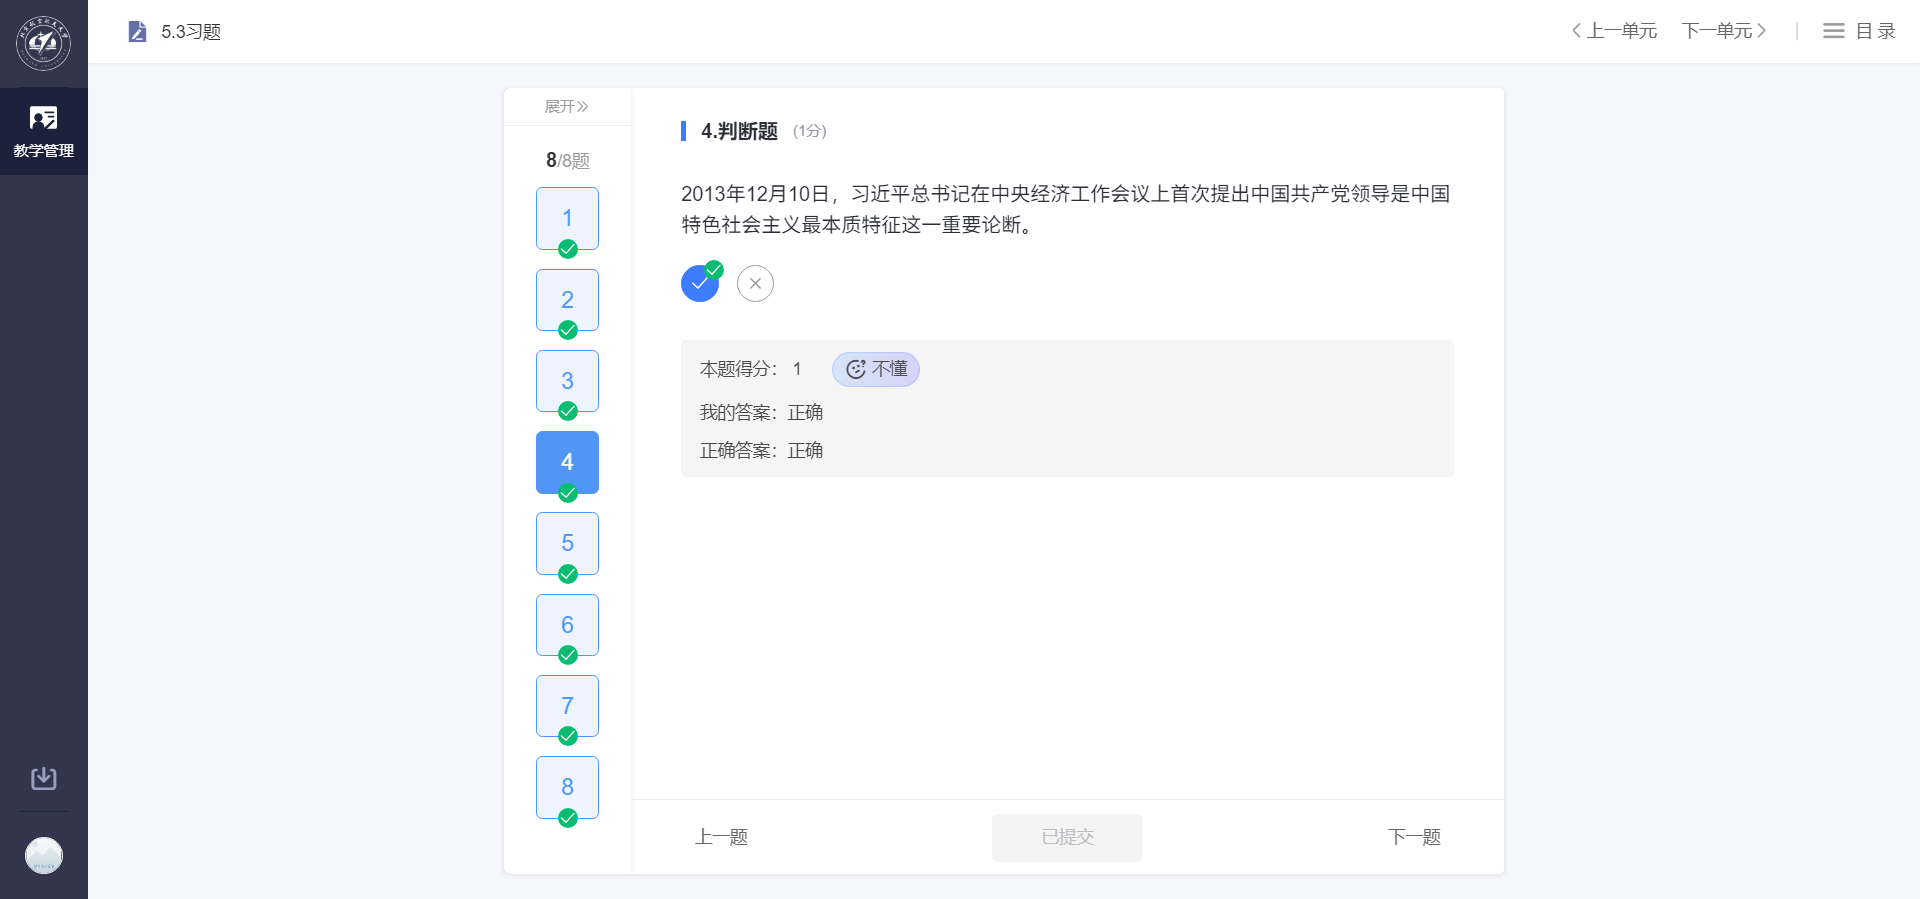 5.3习题
上一单元
下一单元
目录
教学管理
展开
8/8题
1
2
3
4
5
6
7
8
4.判断题 (1分)
2013年12月10日，习近平总书记在中央经济工作会议上首次提出中国共产党领导是中国
特色社会主义最本质特征这一重要论断。
本题得分： 1 不懂
我的答案：正确
正确答案：正确
上一题
已提交
下一题